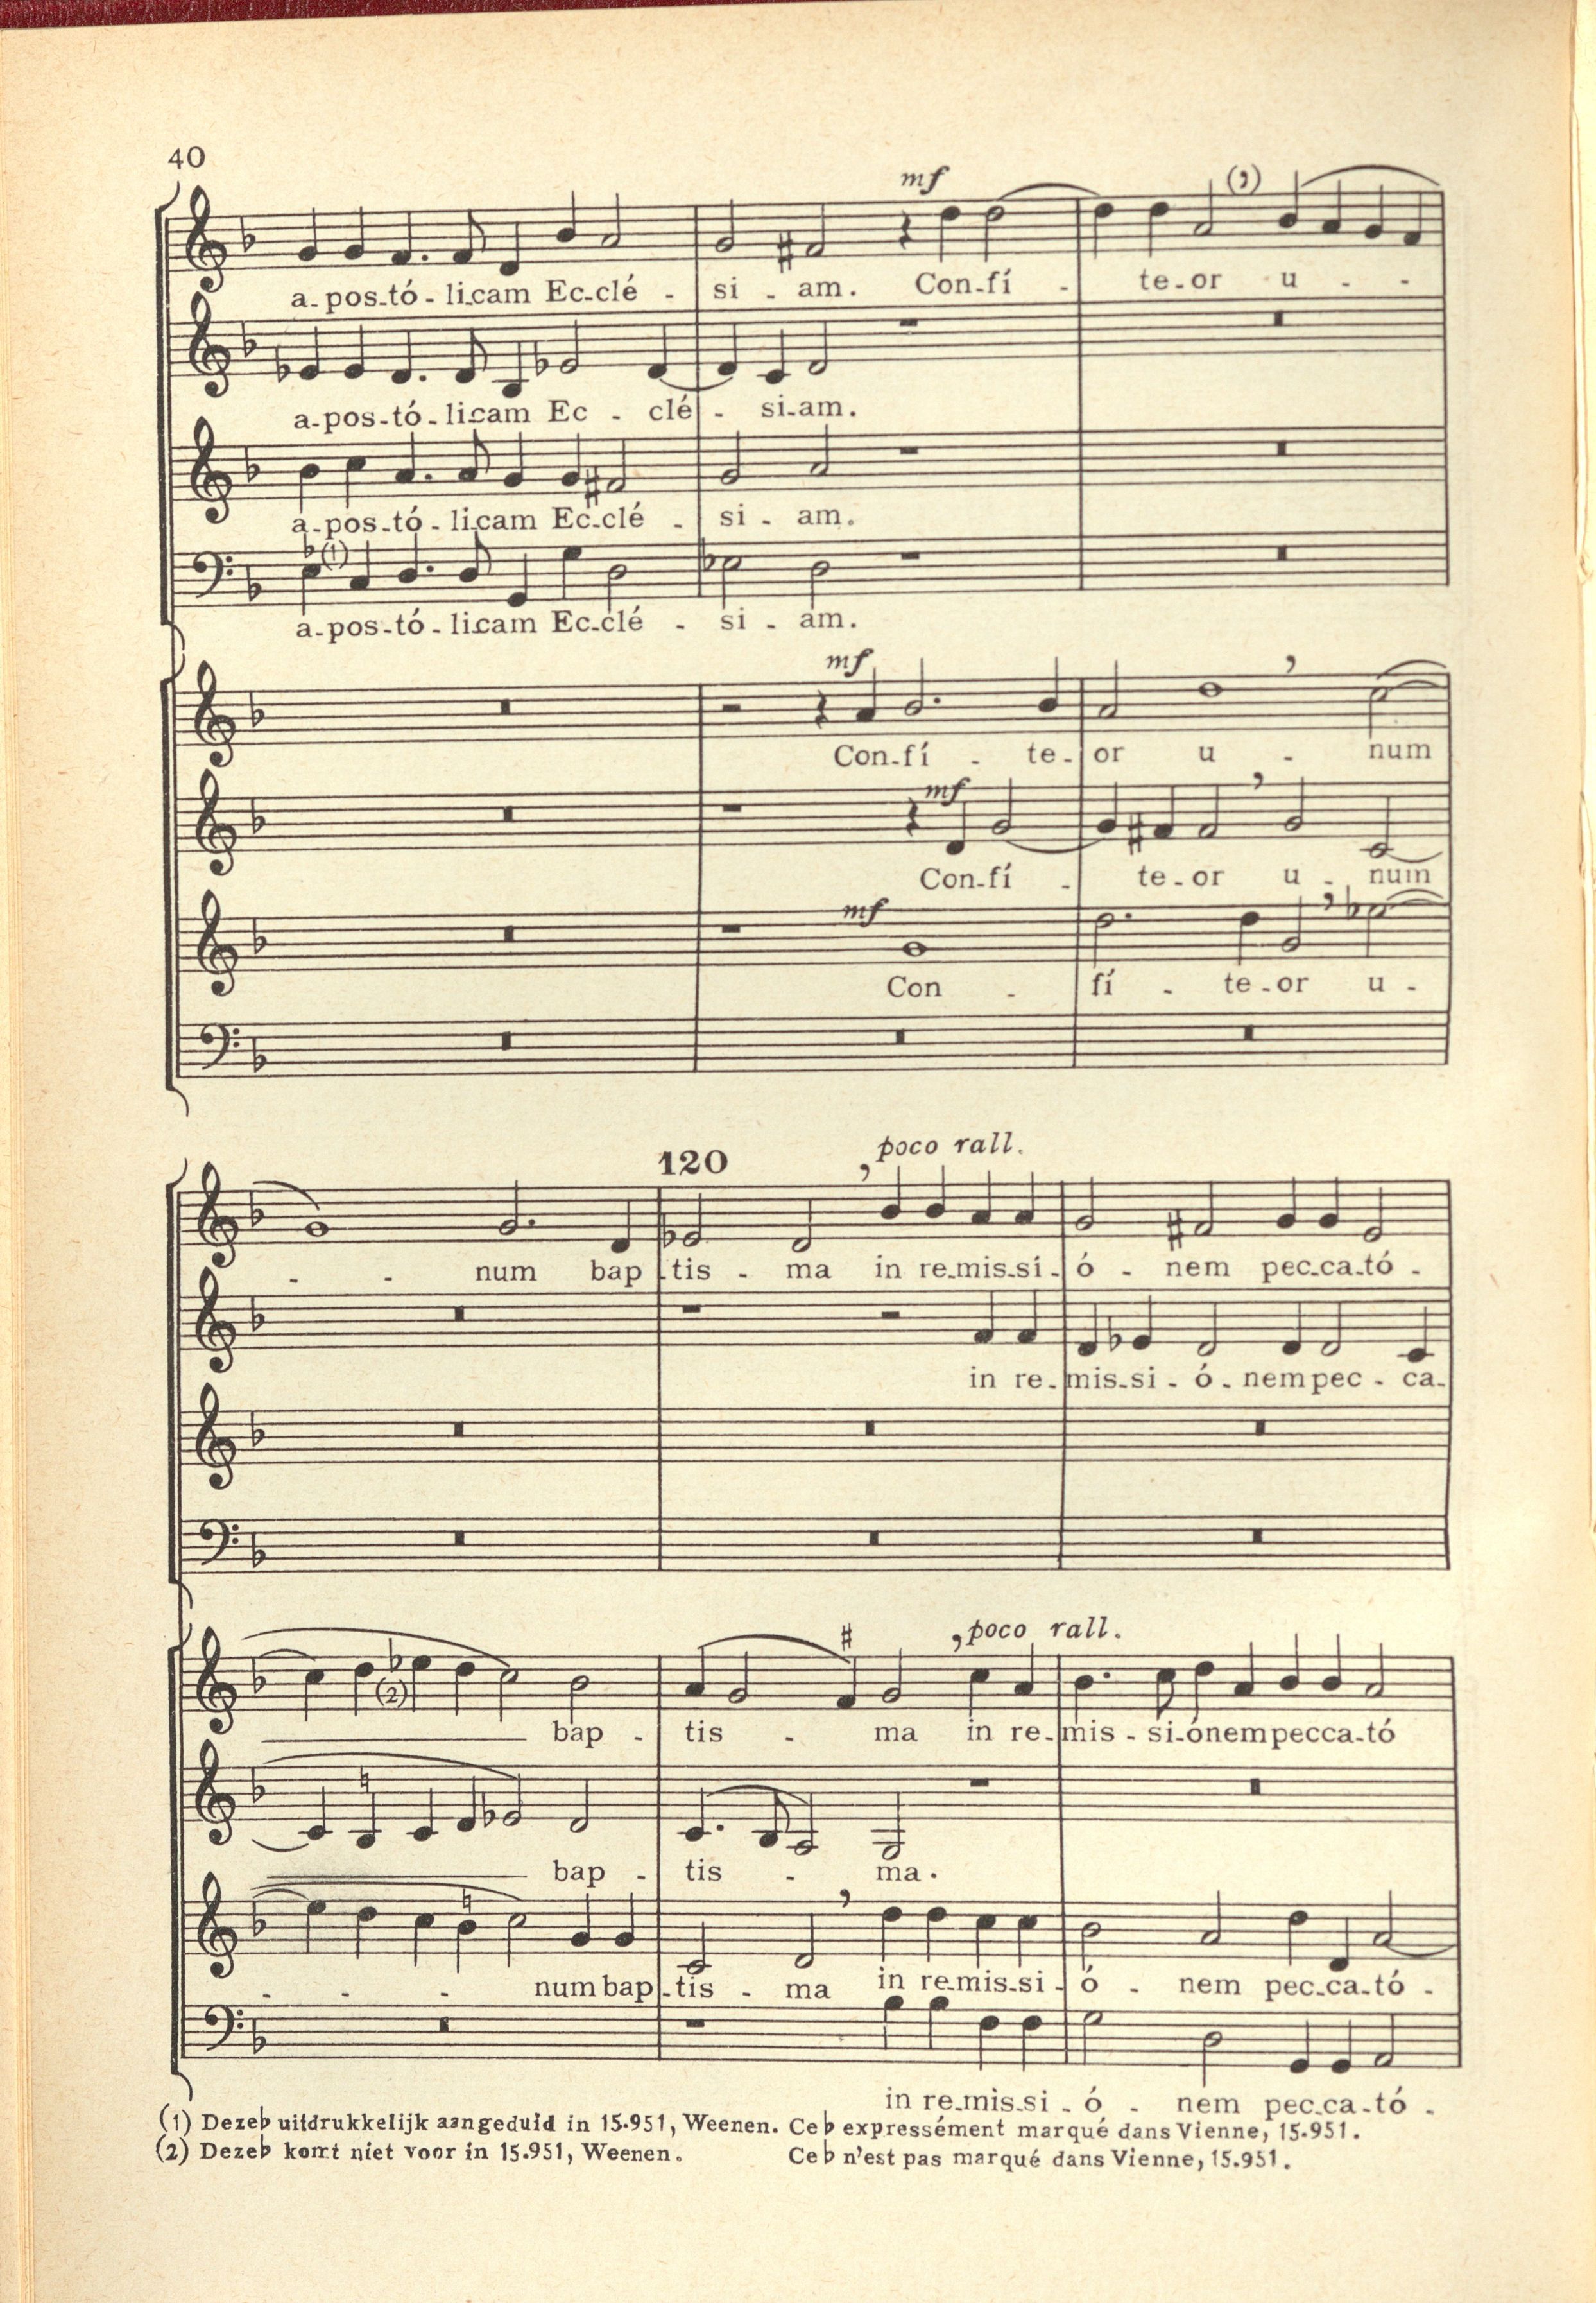 40
mf (,)
a-pos-tó-li-cam Ec-clé - si - am. Con-fí - te-or u - -
a-pos-tó-li-cam Ec - clé - si-am.
a-pos-tó-li-cam Ec-clé - si - am.
(1)
a-pos-tó-li-cam Ec-clé - si - am.
mf
Con-fí - te-or u - num
mf
Con-fí - te-or u - num
mf
Con - fí - te-or u -
120 poco rall.
- - num bap-tis - ma in re-mis-si-ó - nem pec-ca-tó -
in re-mis-si-ó-nem pec - ca-
poco rall.
(2)
bap - tis - ma in re-mis - si-ónem pecca-tó
bap - tis - ma.
- - - num bap-tis - ma in re-mis-si-ó - nem pec-ca-tó -
in re-mis-si-ó - nem pec-ca-tó -
(1) Deze♭ uitdrukkelijk aangeduid in 15.951, Weenen. Ce♭ expressément marqué dans Vienne, 15.951.
(2) Deze♭ komt niet voor in 15.951, Weenen. Ce♭ n'est pas marqué dans Vienne, 15.951.